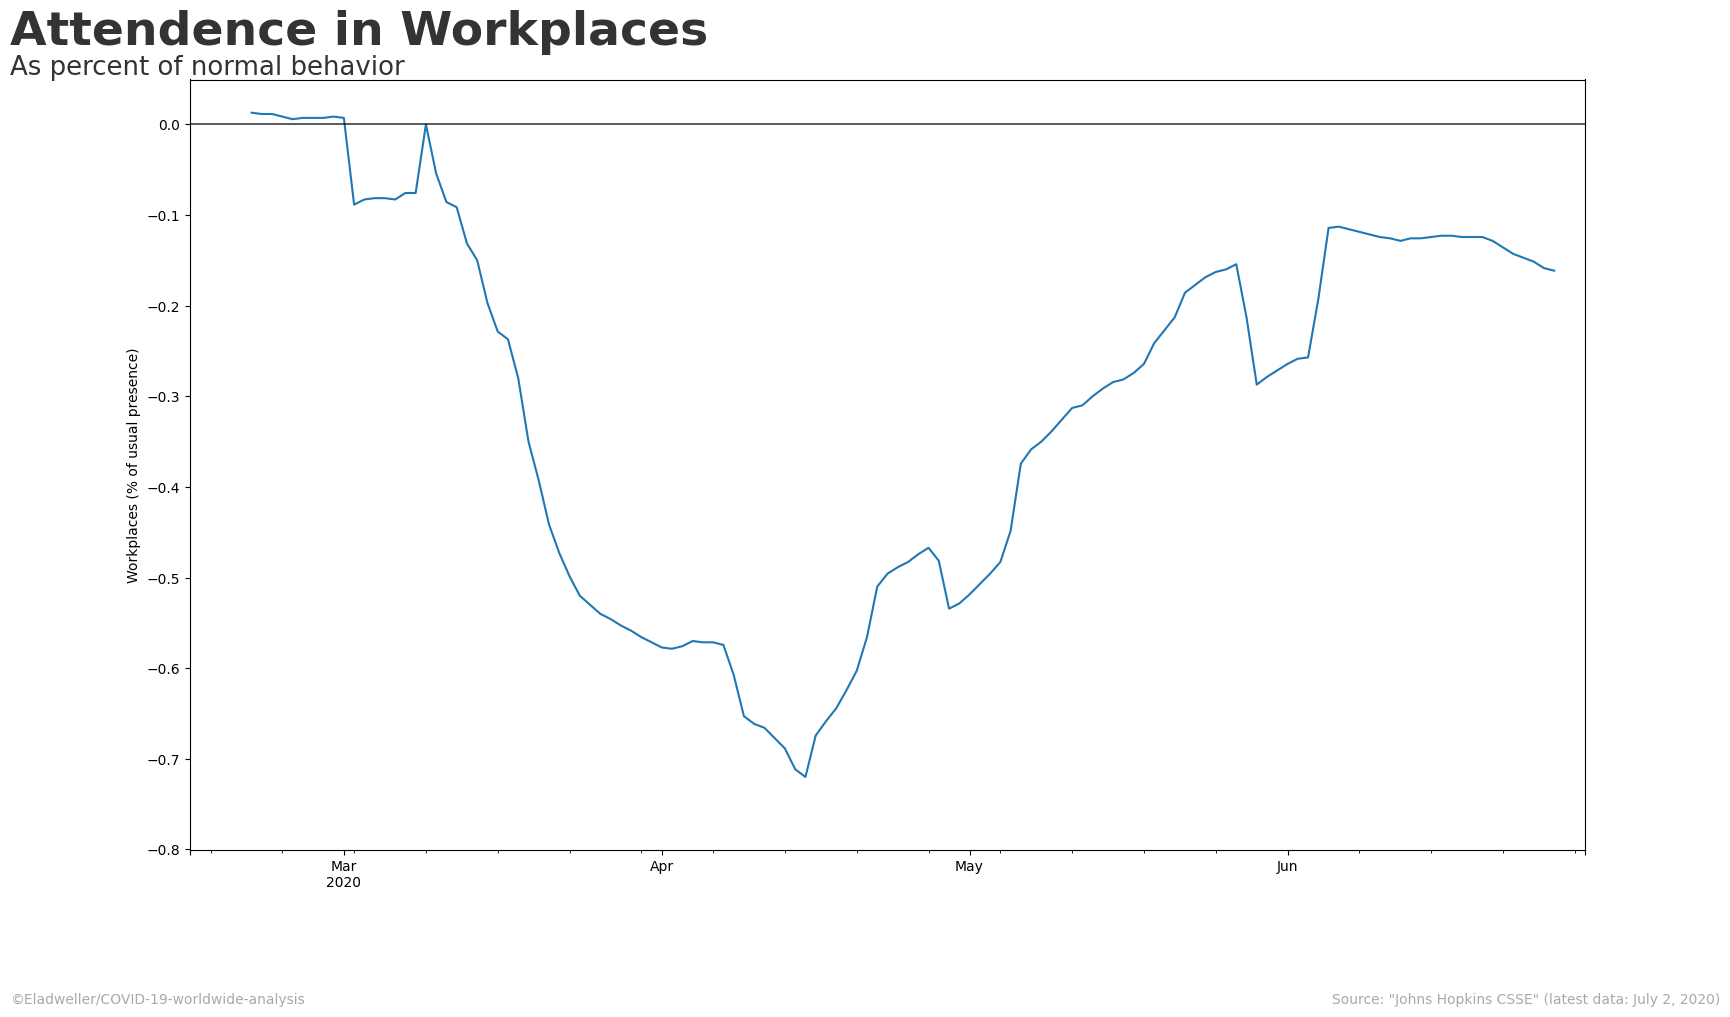 Attendence in Workplaces
As percent of normal behavior
0.0
−0.1
−0.2
−0.3
−0.4
−0.5
−0.6
−0.7
−0.8
Workplaces (% of usual presence)
Mar
2020
Apr
May
Jun
©Eladweller/COVID-19-worldwide-analysis
Source: "Johns Hopkins CSSE" (latest data: July 2, 2020)